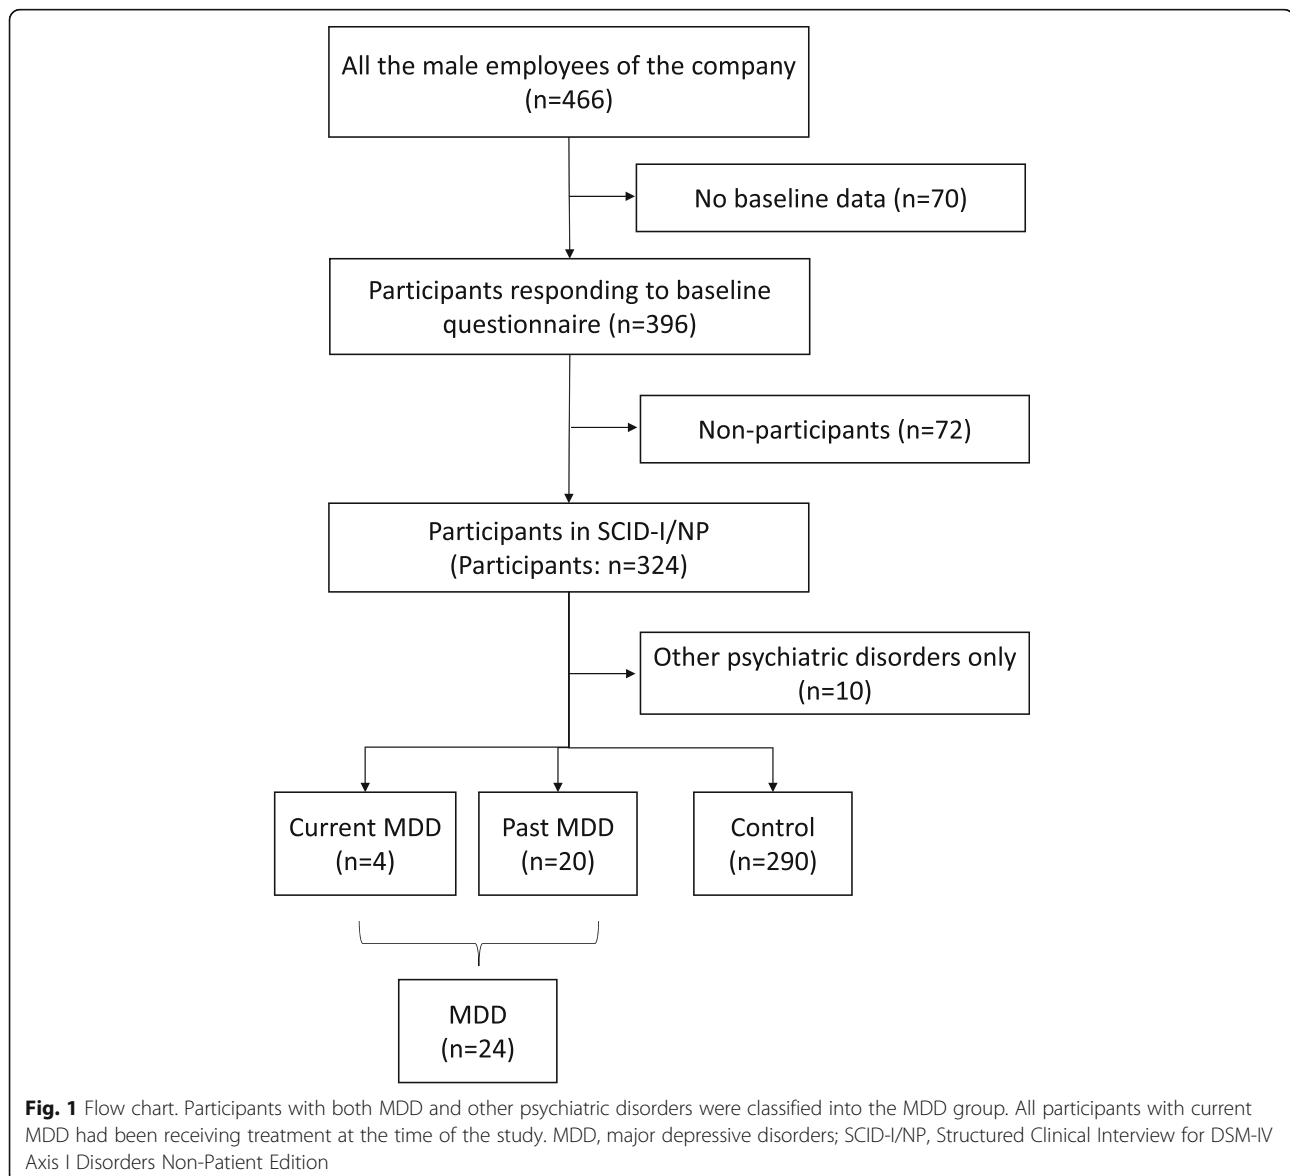 All the male employees of the company
(n=466)
No baseline data (n=70)
Participants responding to baseline
questionnaire (n=396)
Non-participants (n=72)
Participants in SCID-I/NP
(Participants: n=324)
Other psychiatric disorders only
(n=10)
Current MDD
(n=4)
Past MDD
(n=20)
Control
(n=290)
MDD
(n=24)
Fig. 1 Flow chart. Participants with both MDD and other psychiatric disorders were classified into the MDD group. All participants with current
MDD had been receiving treatment at the time of the study. MDD, major depressive disorders; SCID-I/NP, Structured Clinical Interview for DSM-IV
Axis I Disorders Non-Patient Edition